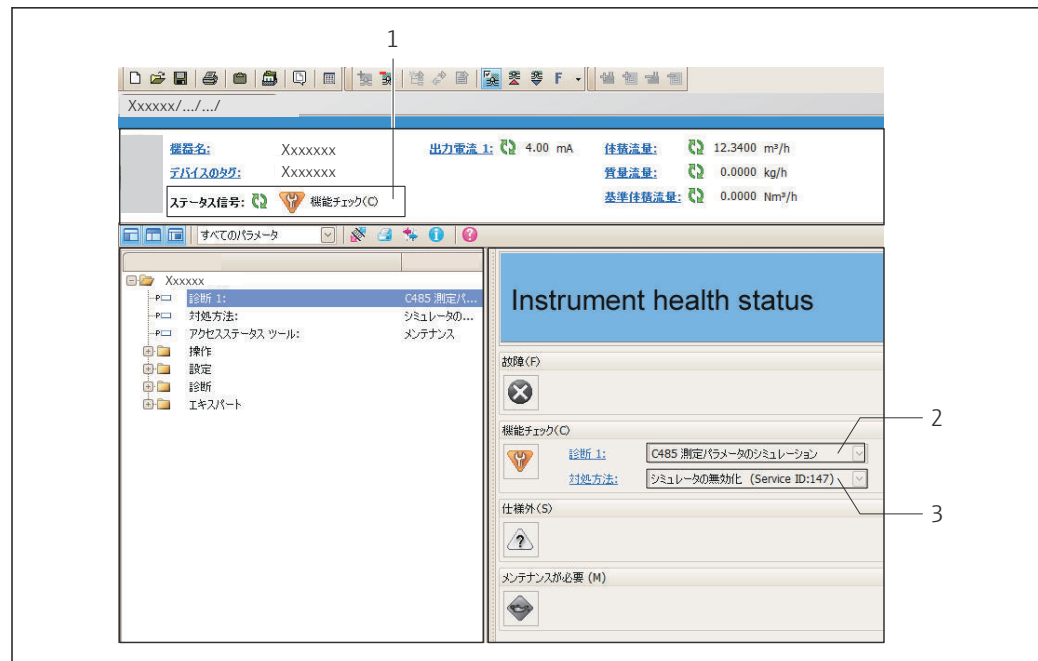 1
F
Xxxxxx/.../.../
機器名: Xxxxxxx 出力電流 1: 4.00 mA 体積流量: 12.3400 m³/h
デバイスのタグ: Xxxxxxx 質量流量: 0.0000 kg/h
ステータス信号: 機能チェック(C) 基準体積流量: 0.0000 Nm³/h
すべてのパラメータ
Xxxxxx
診断 1: C485 測定パ...
対処方法: シミュレータの...
アクセスステータス ツール: メンテナンス
操作
設定
診断
エキスパート
Instrument health status
故障(F)
機能チェック(C)
診断 1: C485 測定パラメータのシミュレーション
2
対処方法: シミュレータの無効化 (Service ID:147)
3
仕様外(S)
メンテナンスが必要 (M)